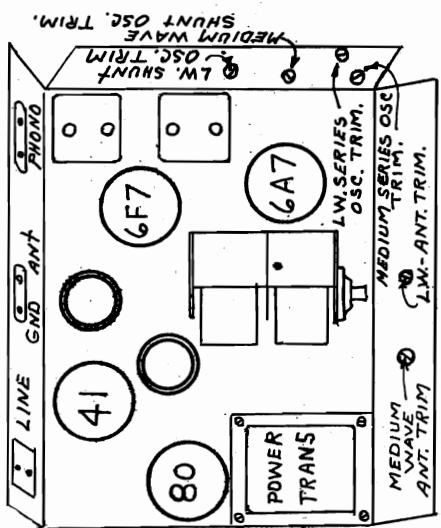 MEDIUM WAVE
SHUNT OSC. TRIM.
LW. SHUNT
OSC. TRIM
PHONO
ANT
GND
LINE
6F7
6A7
41
80
POWER
TRANS
LW. SERIES
OSC. TRIM.
MEDIUM SERIES OSC
TRIM.
LW.-ANT. TRIM.
MEDIUM
WAVE
ANT. TRIM